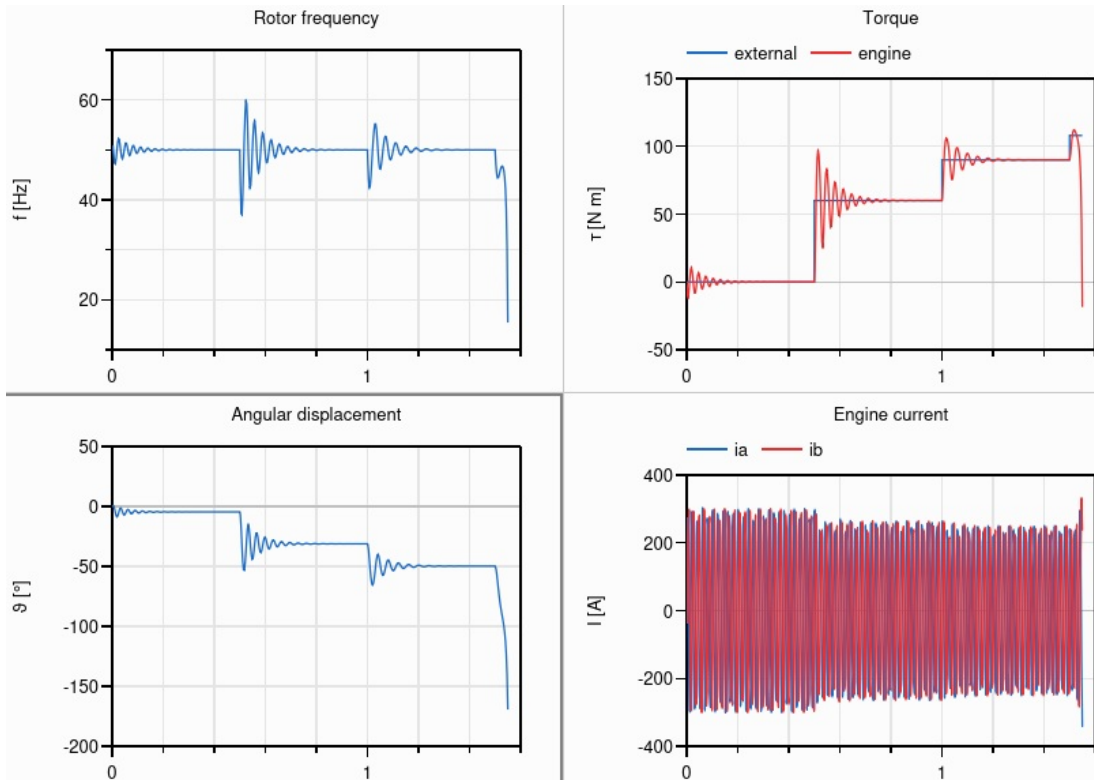 Rotor frequency
60
40
20
f [Hz]
0
1
Torque
external
engine
150
100
50
0
-50
τ [N m]
0
1
Angular displacement
50
0
-50
-100
-150
-200
ϑ [°]
0
1
Engine current
ia
ib
400
200
0
-200
-400
I [A]
0
1